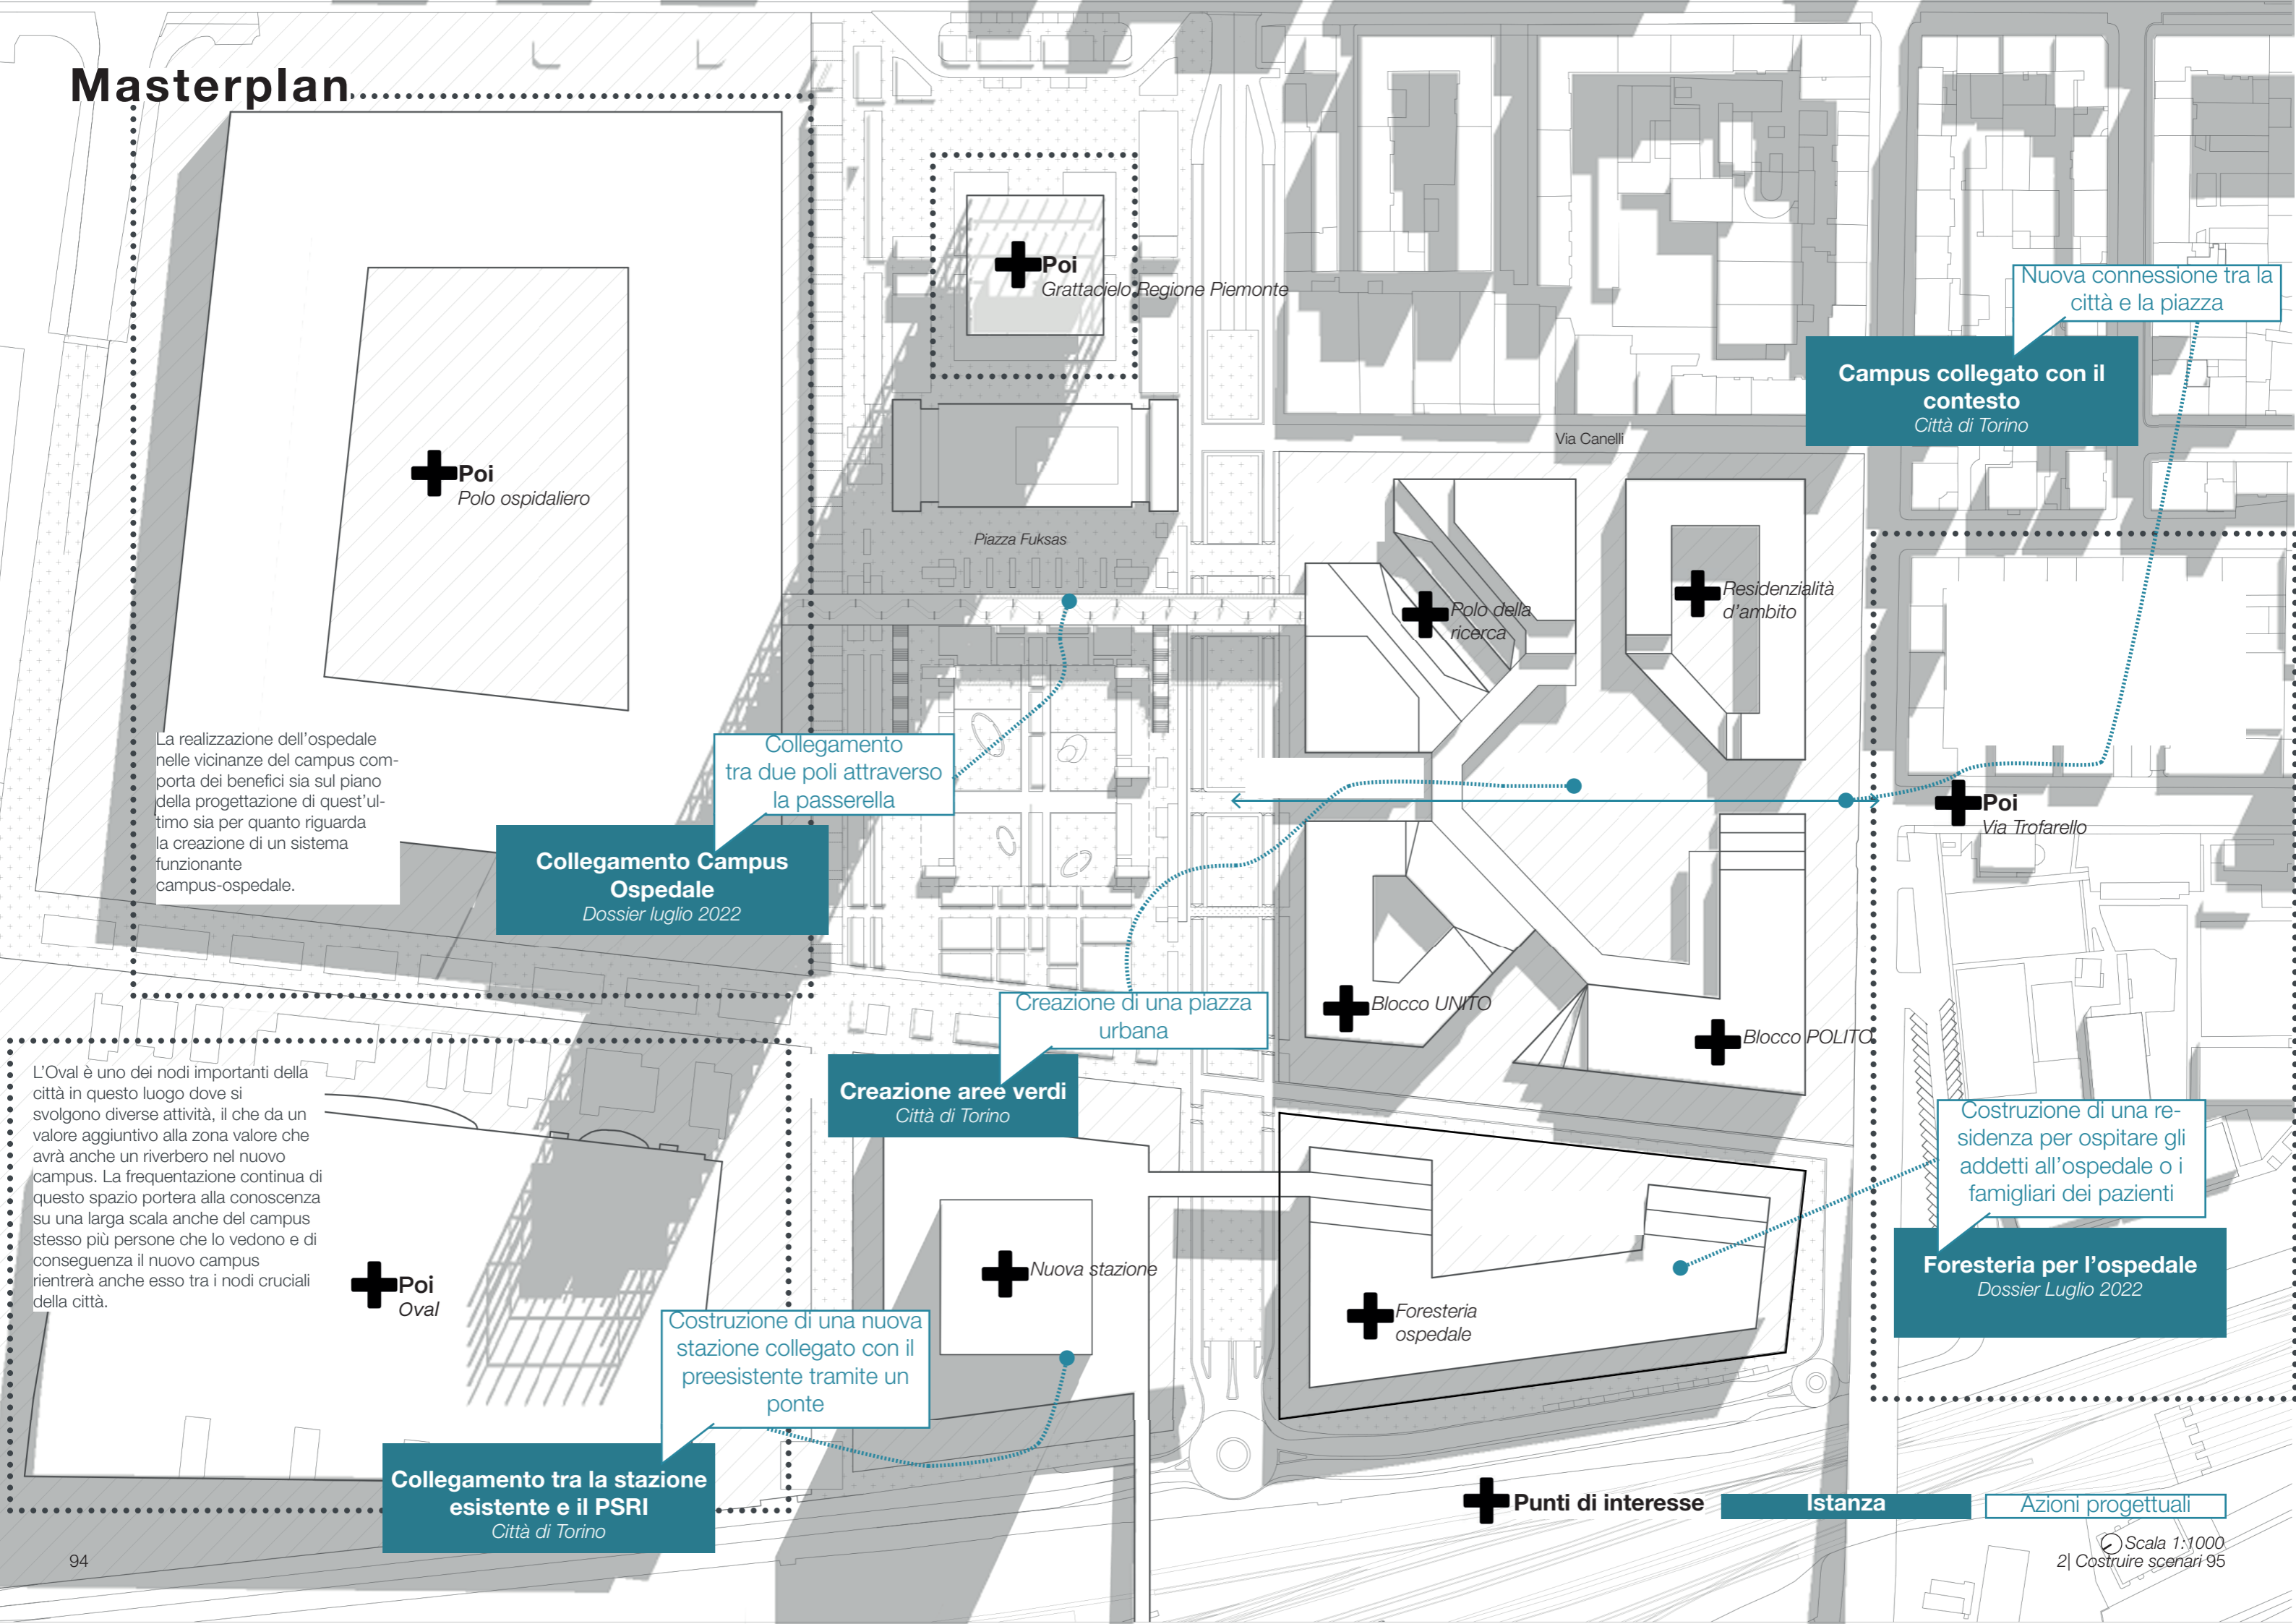 Masterplan
Poi
Grattacielo Regione Piemonte
Nuova connessione tra la
città e la piazza
Campus collegato con il
contesto
Città di Torino
Via Canelli
Poi
Polo ospidaliero
Piazza Fuksas
Polo della
ricerca
Residenzialità
d'ambito
La realizzazione dell'ospedale
nelle vicinanze del campus com-
porta dei benefici sia sul piano
della progettazione di quest'ul-
timo sia per quanto riguarda
la creazione di un sistema
funzionante
campus-ospedale.
Collegamento
tra due poli attraverso
la passerella
Collegamento Campus
Ospedale
Dossier luglio 2022
Poi
Via Trofarello
Creazione di una piazza
urbana
Creazione aree verdi
Città di Torino
Blocco UNITO
Blocco POLITO
L'Oval è uno dei nodi importanti della
città in questo luogo dove si
svolgono diverse attività, il che da un
valore aggiuntivo alla zona valore che
avrà anche un riverbero nel nuovo
campus. La frequentazione continua di
questo spazio portera alla conoscenza
su una larga scala anche del campus
stesso più persone che lo vedono e di
conseguenza il nuovo campus
rientrerà anche esso tra i nodi cruciali
della città.
Poi
Oval
Nuova stazione
Foresteria
ospedale
Costruzione di una re-
sidenza per ospitare gli
addetti all'ospedale o i
famigliari dei pazienti
Foresteria per l'ospedale
Dossier Luglio 2022
Costruzione di una nuova
stazione collegato con il
preesistente tramite un
ponte
Collegamento tra la stazione
esistente e il PSRI
Città di Torino
Punti di interesse
Istanza
Azioni progettuali
Scala 1:1000
94
2| Costruire scenari 95